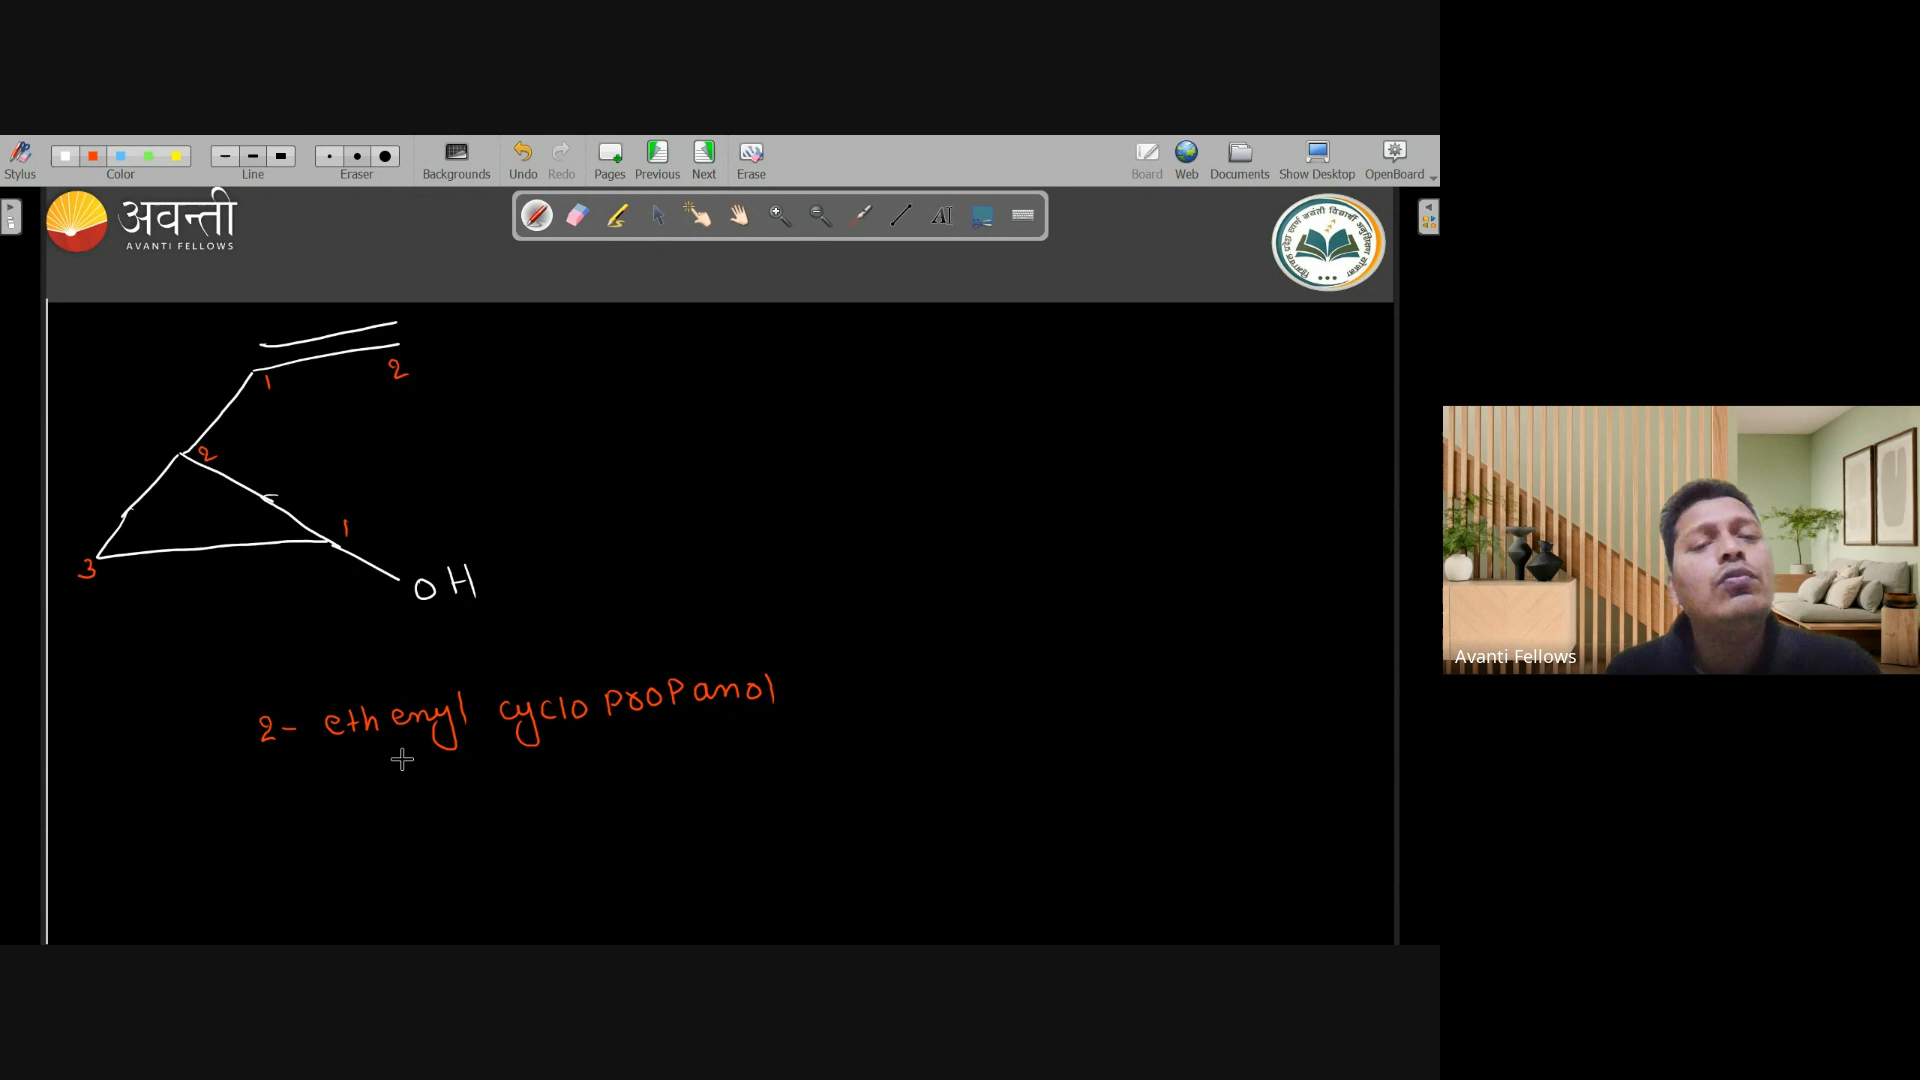 Stylus Color Line Eraser Backgrounds Undo Redo Pages Previous Next Erase Board Web Documents Show Desktop OpenBoard
अवन्ती
AVANTI FELLOWS
1 2
2
1
3
OH
2- ethenyl cyclo proPanol
Avanti Fellows